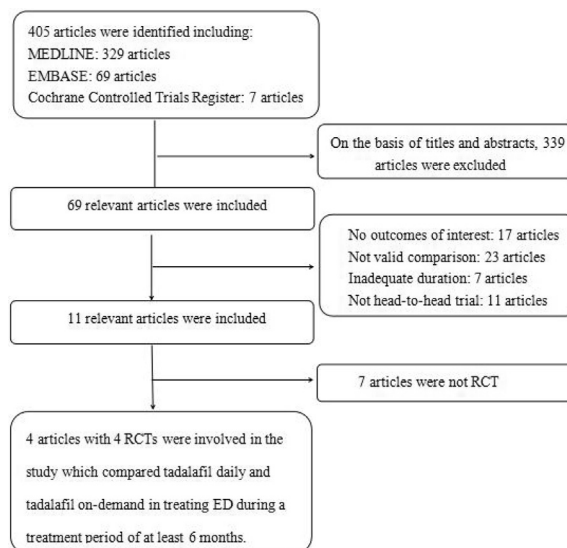 405 articles were identified including:
MEDLINE: 329 articles
EMBASE: 69 articles
Cochrane Controlled Trials Register: 7 articles
On the basis of titles and abstracts, 339
articles were excluded
69 relevant articles were included
No outcomes of interest: 17 articles
Not valid comparison: 23 articles
Inadequate duration: 7 articles
Not head-to-head trial: 11 articles
11 relevant articles were included
7 articles were not RCT
4 articles with 4 RCTs were involved in the
study which compared tadalafil daily and
tadalafil on-demand in treating ED during a
treatment period of at least 6 months.